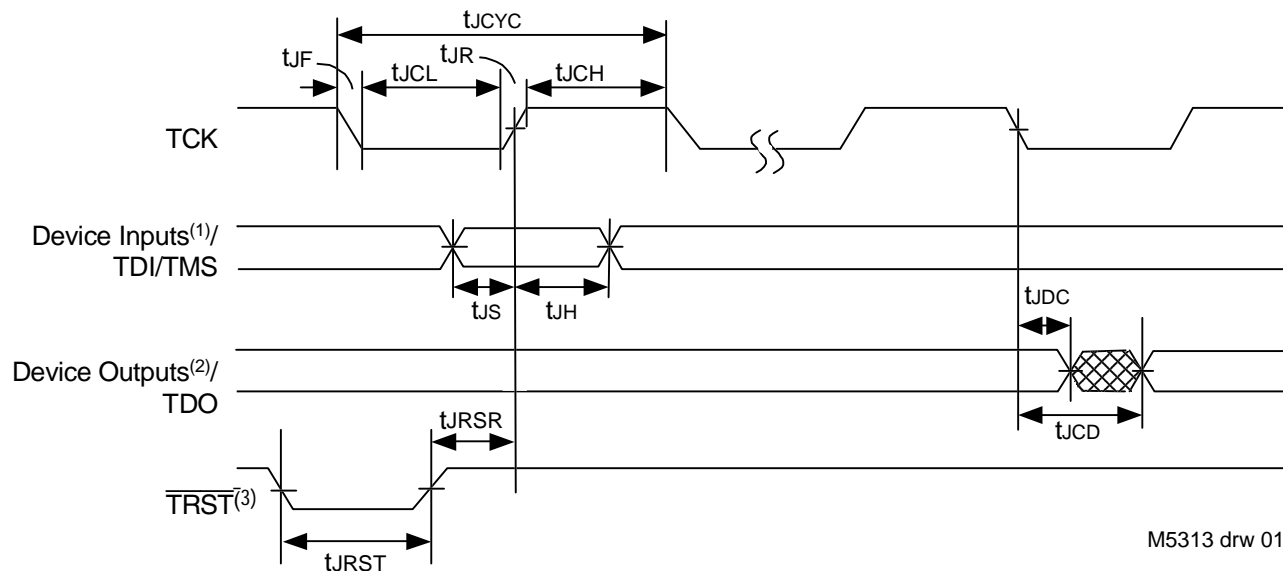 tJCYC
tJF
tJR
tJCL
tJCH
TCK
Device Inputs(1)/
TDI/TMS
tJS
tJH
tJDC
Device Outputs(2)/
TDO
tJRSR
tJCD
TRST(3)
tJRST
M5313 drw 01